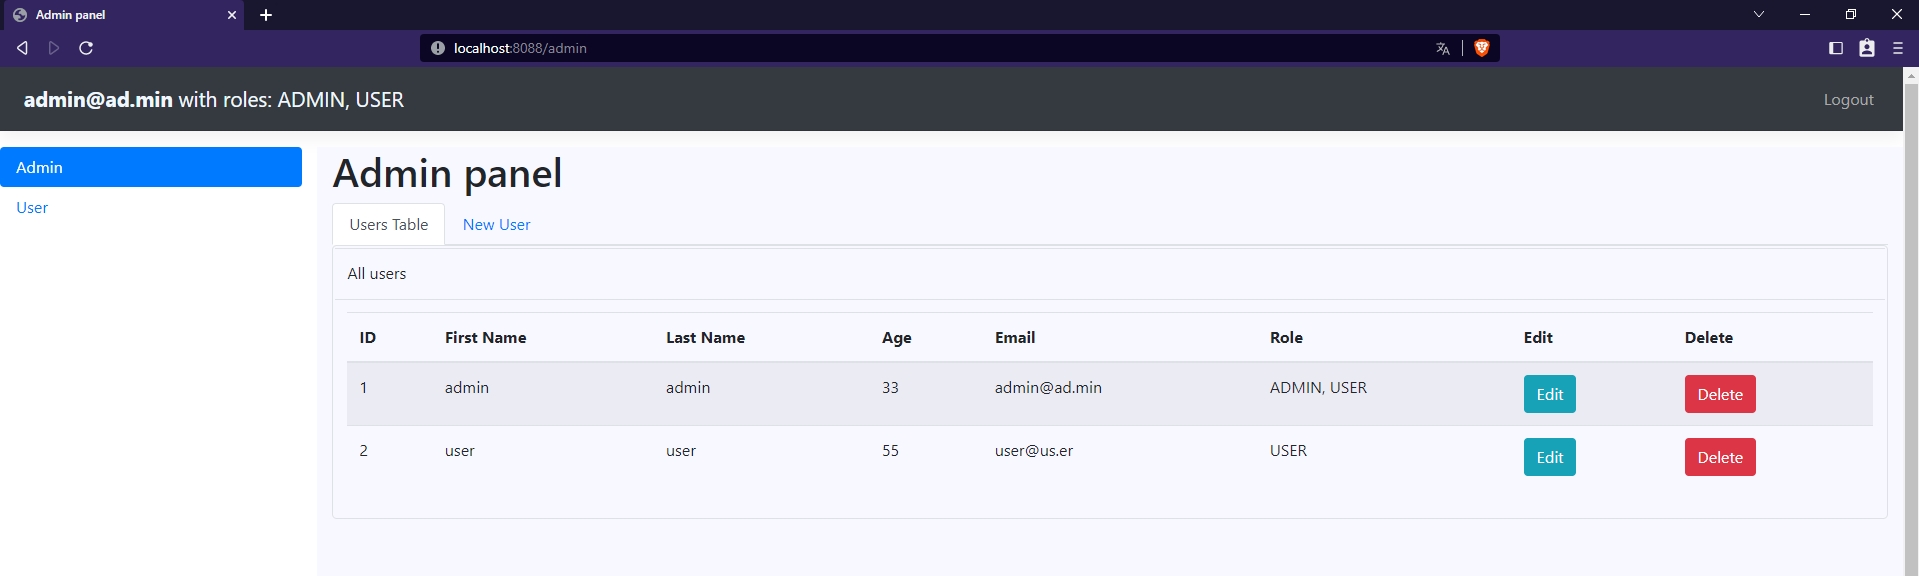 Admin panel
localhost:8088/admin
admin@ad.min with roles: ADMIN, USER
Logout
Admin
User
Admin panel
Users Table New User
All users
ID First Name Last Name Age Email Role Edit Delete
1 admin admin 33 admin@ad.min ADMIN, USER Edit Delete
2 user user 55 user@us.er USER Edit Delete